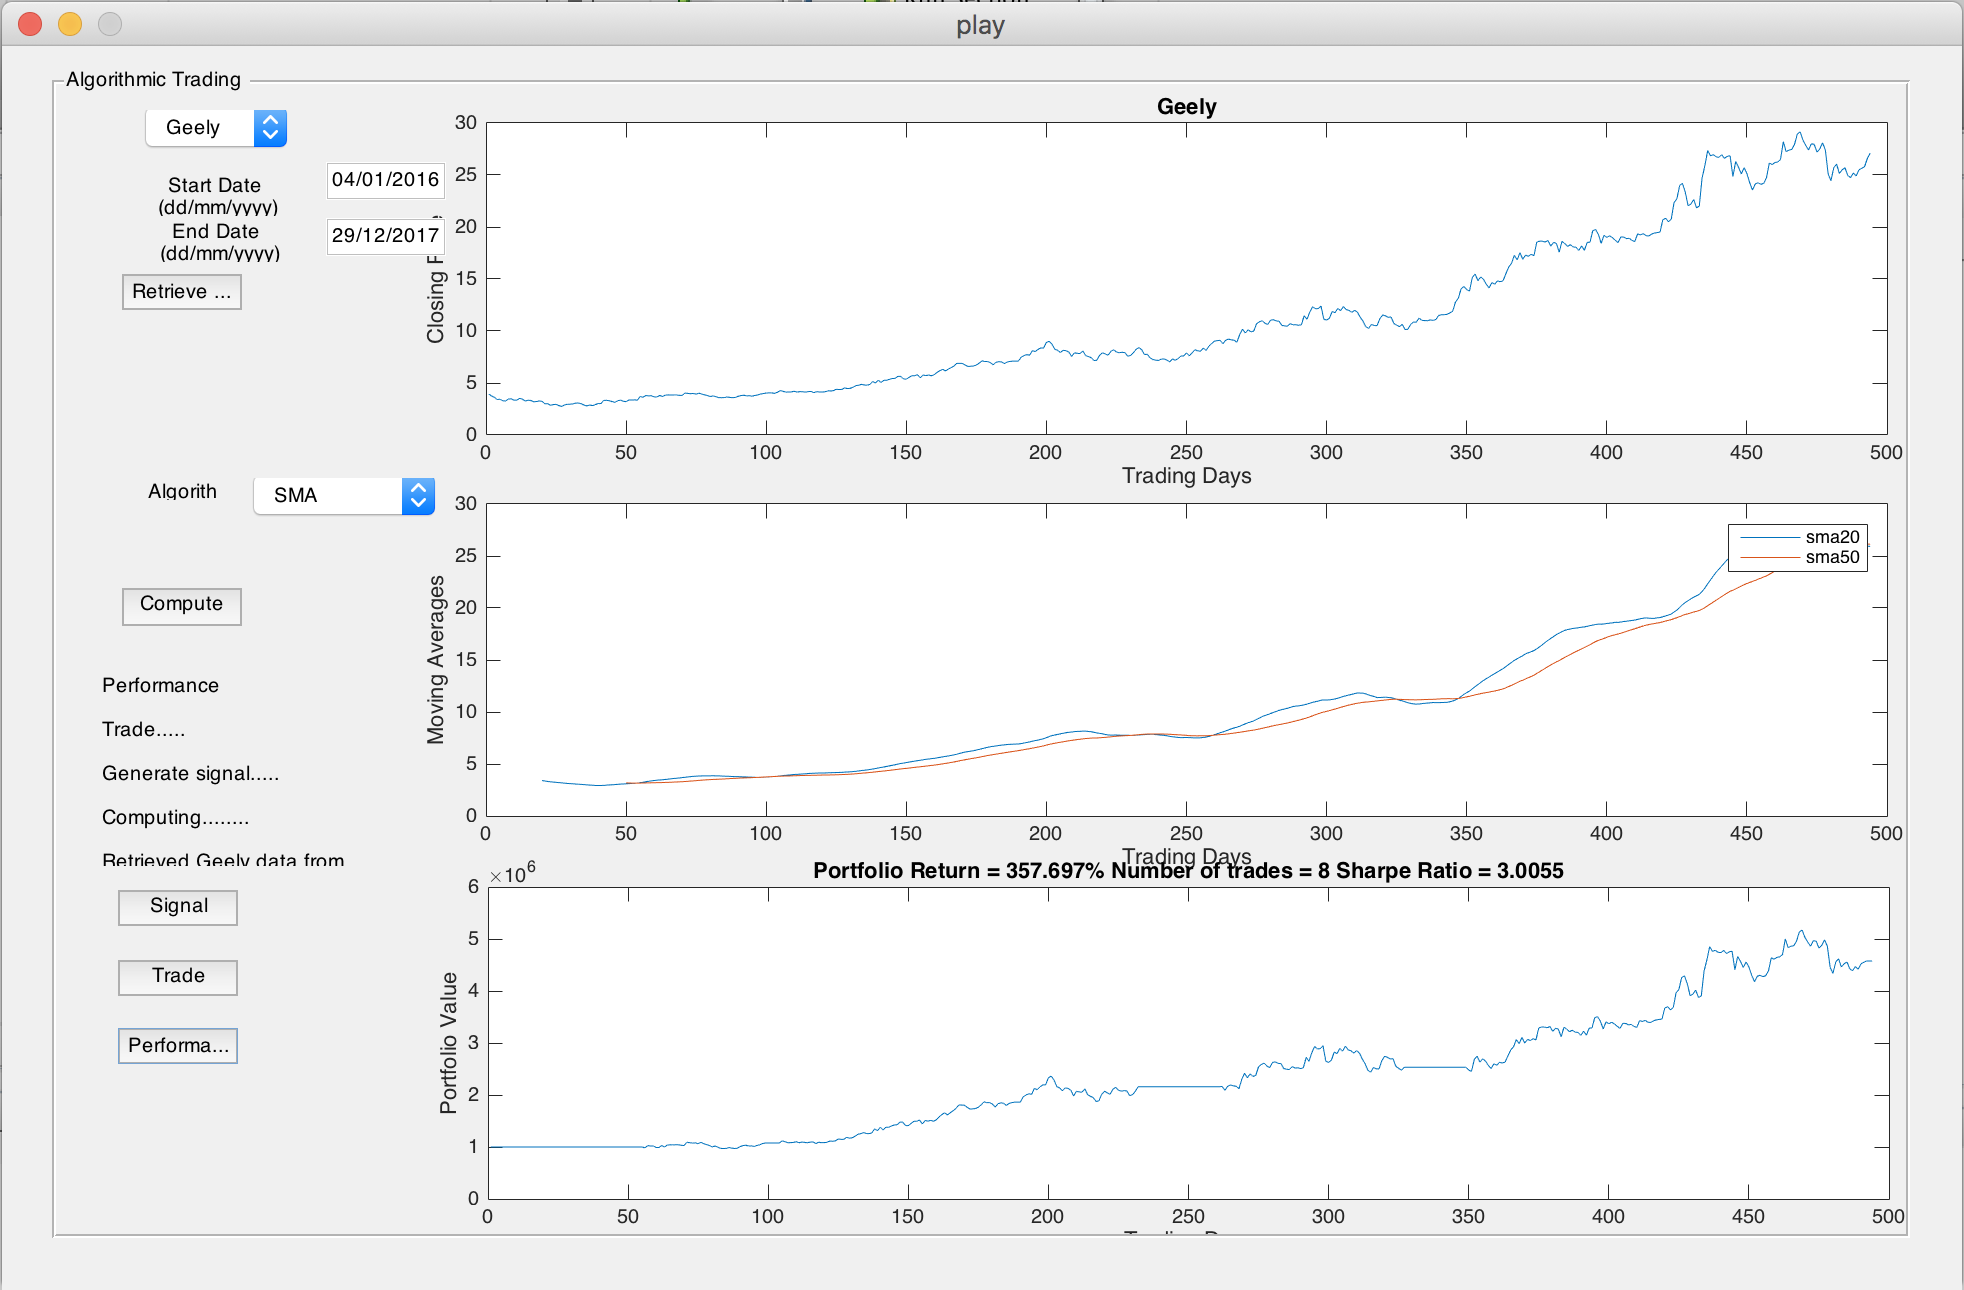 play
Algorithmic Trading
Geely
Start Date
(dd/mm/yyyy)
04/01/2016
End Date
(dd/mm/yyyy)
29/12/2017
Retrieve ...
Algorith
SMA
Compute
Performance
Trade.....
Generate signal.....
Computing........
Retrieved Geely data from
Signal
Trade
Performa...
Geely
30
25
20
15
10
5
0
Closing
0 50 100 150 200 250 300 350 400 450 500
Trading Days
30
25
20
15
10
5
0
Moving Averages
sma20
sma50
0 50 100 150 200 250 300 350 400 450 500
Trading Days
Portfolio Return = 357.697% Number of trades = 8 Sharpe Ratio = 3.0055
×10^6
6
5
4
3
2
1
0
Portfolio Value
0 50 100 150 200 250 300 350 400 450 500